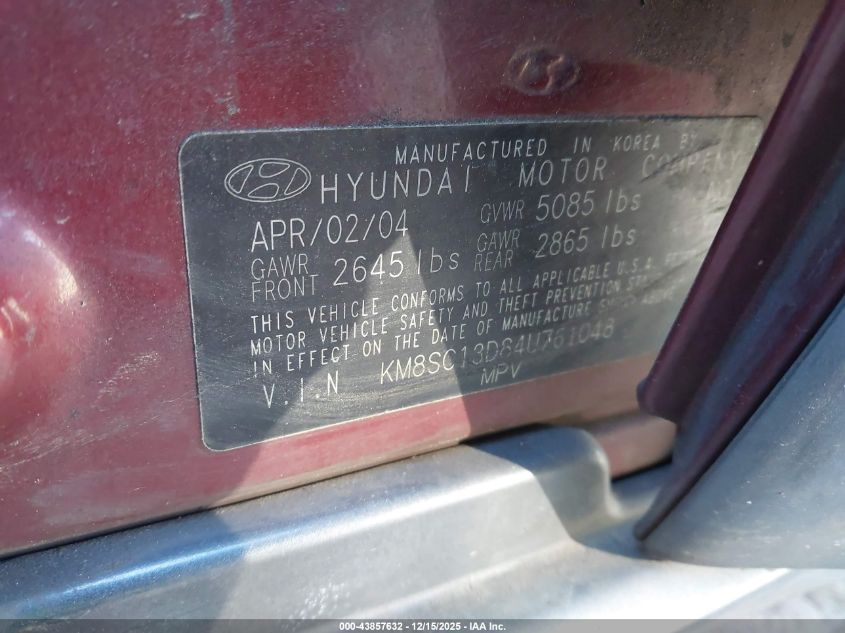 MANUFACTURED IN KOREA BY
HYUNDAI MOTOR COMPANY
APR/02/04 GVWR 5085 lbs
GAWR FRONT 2645 lbs GAWR REAR 2865 lbs
THIS VEHICLE CONFORMS TO ALL APPLICABLE U.S.A
MOTOR VEHICLE SAFETY AND THEFT PREVENTION
IN EFFECT ON THE DATE OF MANUFACTURE SHOWN ABOVE
V.I.N KM8SC13D84U761048
MPV
000-43857632 - 12/15/2025 - IAA Inc.